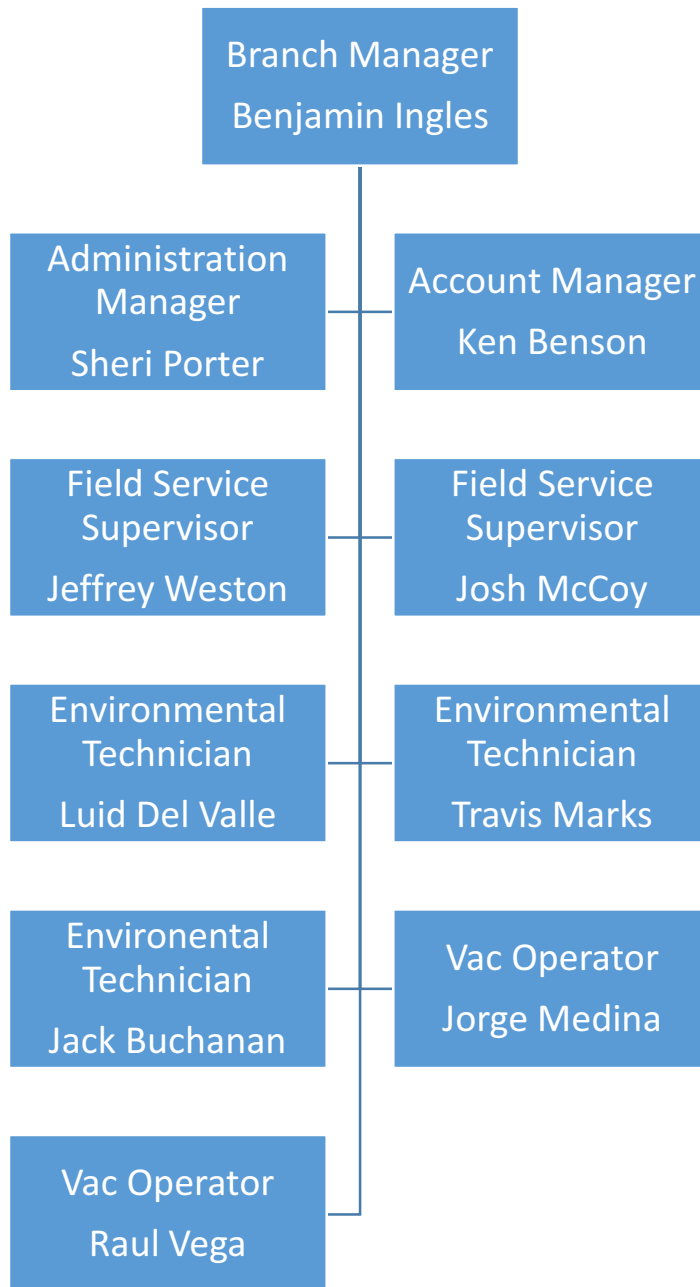 Branch Manager
Benjamin Ingles
Administration
Manager
Sheri Porter
Account Manager
Ken Benson
Field Service
Supervisor
Jeffrey Weston
Field Service
Supervisor
Josh McCoy
Environmental
Technician
Luid Del Valle
Environmental
Technician
Travis Marks
Environental
Technician
Jack Buchanan
Vac Operator
Jorge Medina
Vac Operator
Raul Vega